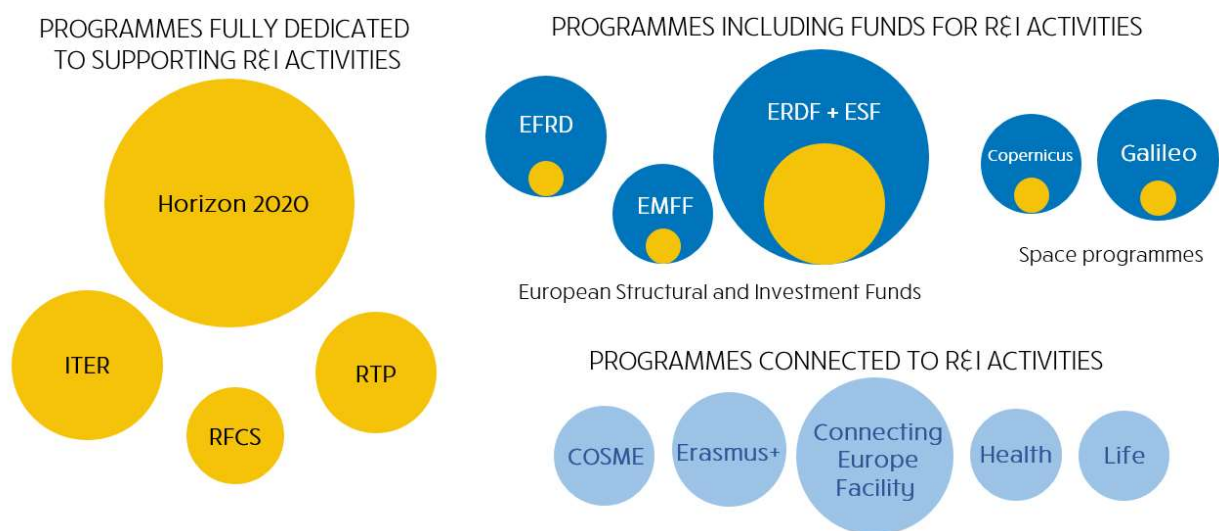 PROGRAMMES FULLY DEDICATED
TO SUPPORTING R&I ACTIVITIES
Horizon 2020
ITER
RTP
RFCS
PROGRAMMES INCLUDING FUNDS FOR R&I ACTIVITIES
EFRD
EMFF
ERDF + ESF
Copernicus
Galileo
European Structural and Investment Funds
Space programmes
PROGRAMMES CONNECTED TO R&I ACTIVITIES
COSME
Erasmus+
Connecting
Europe
Facility
Health
Life